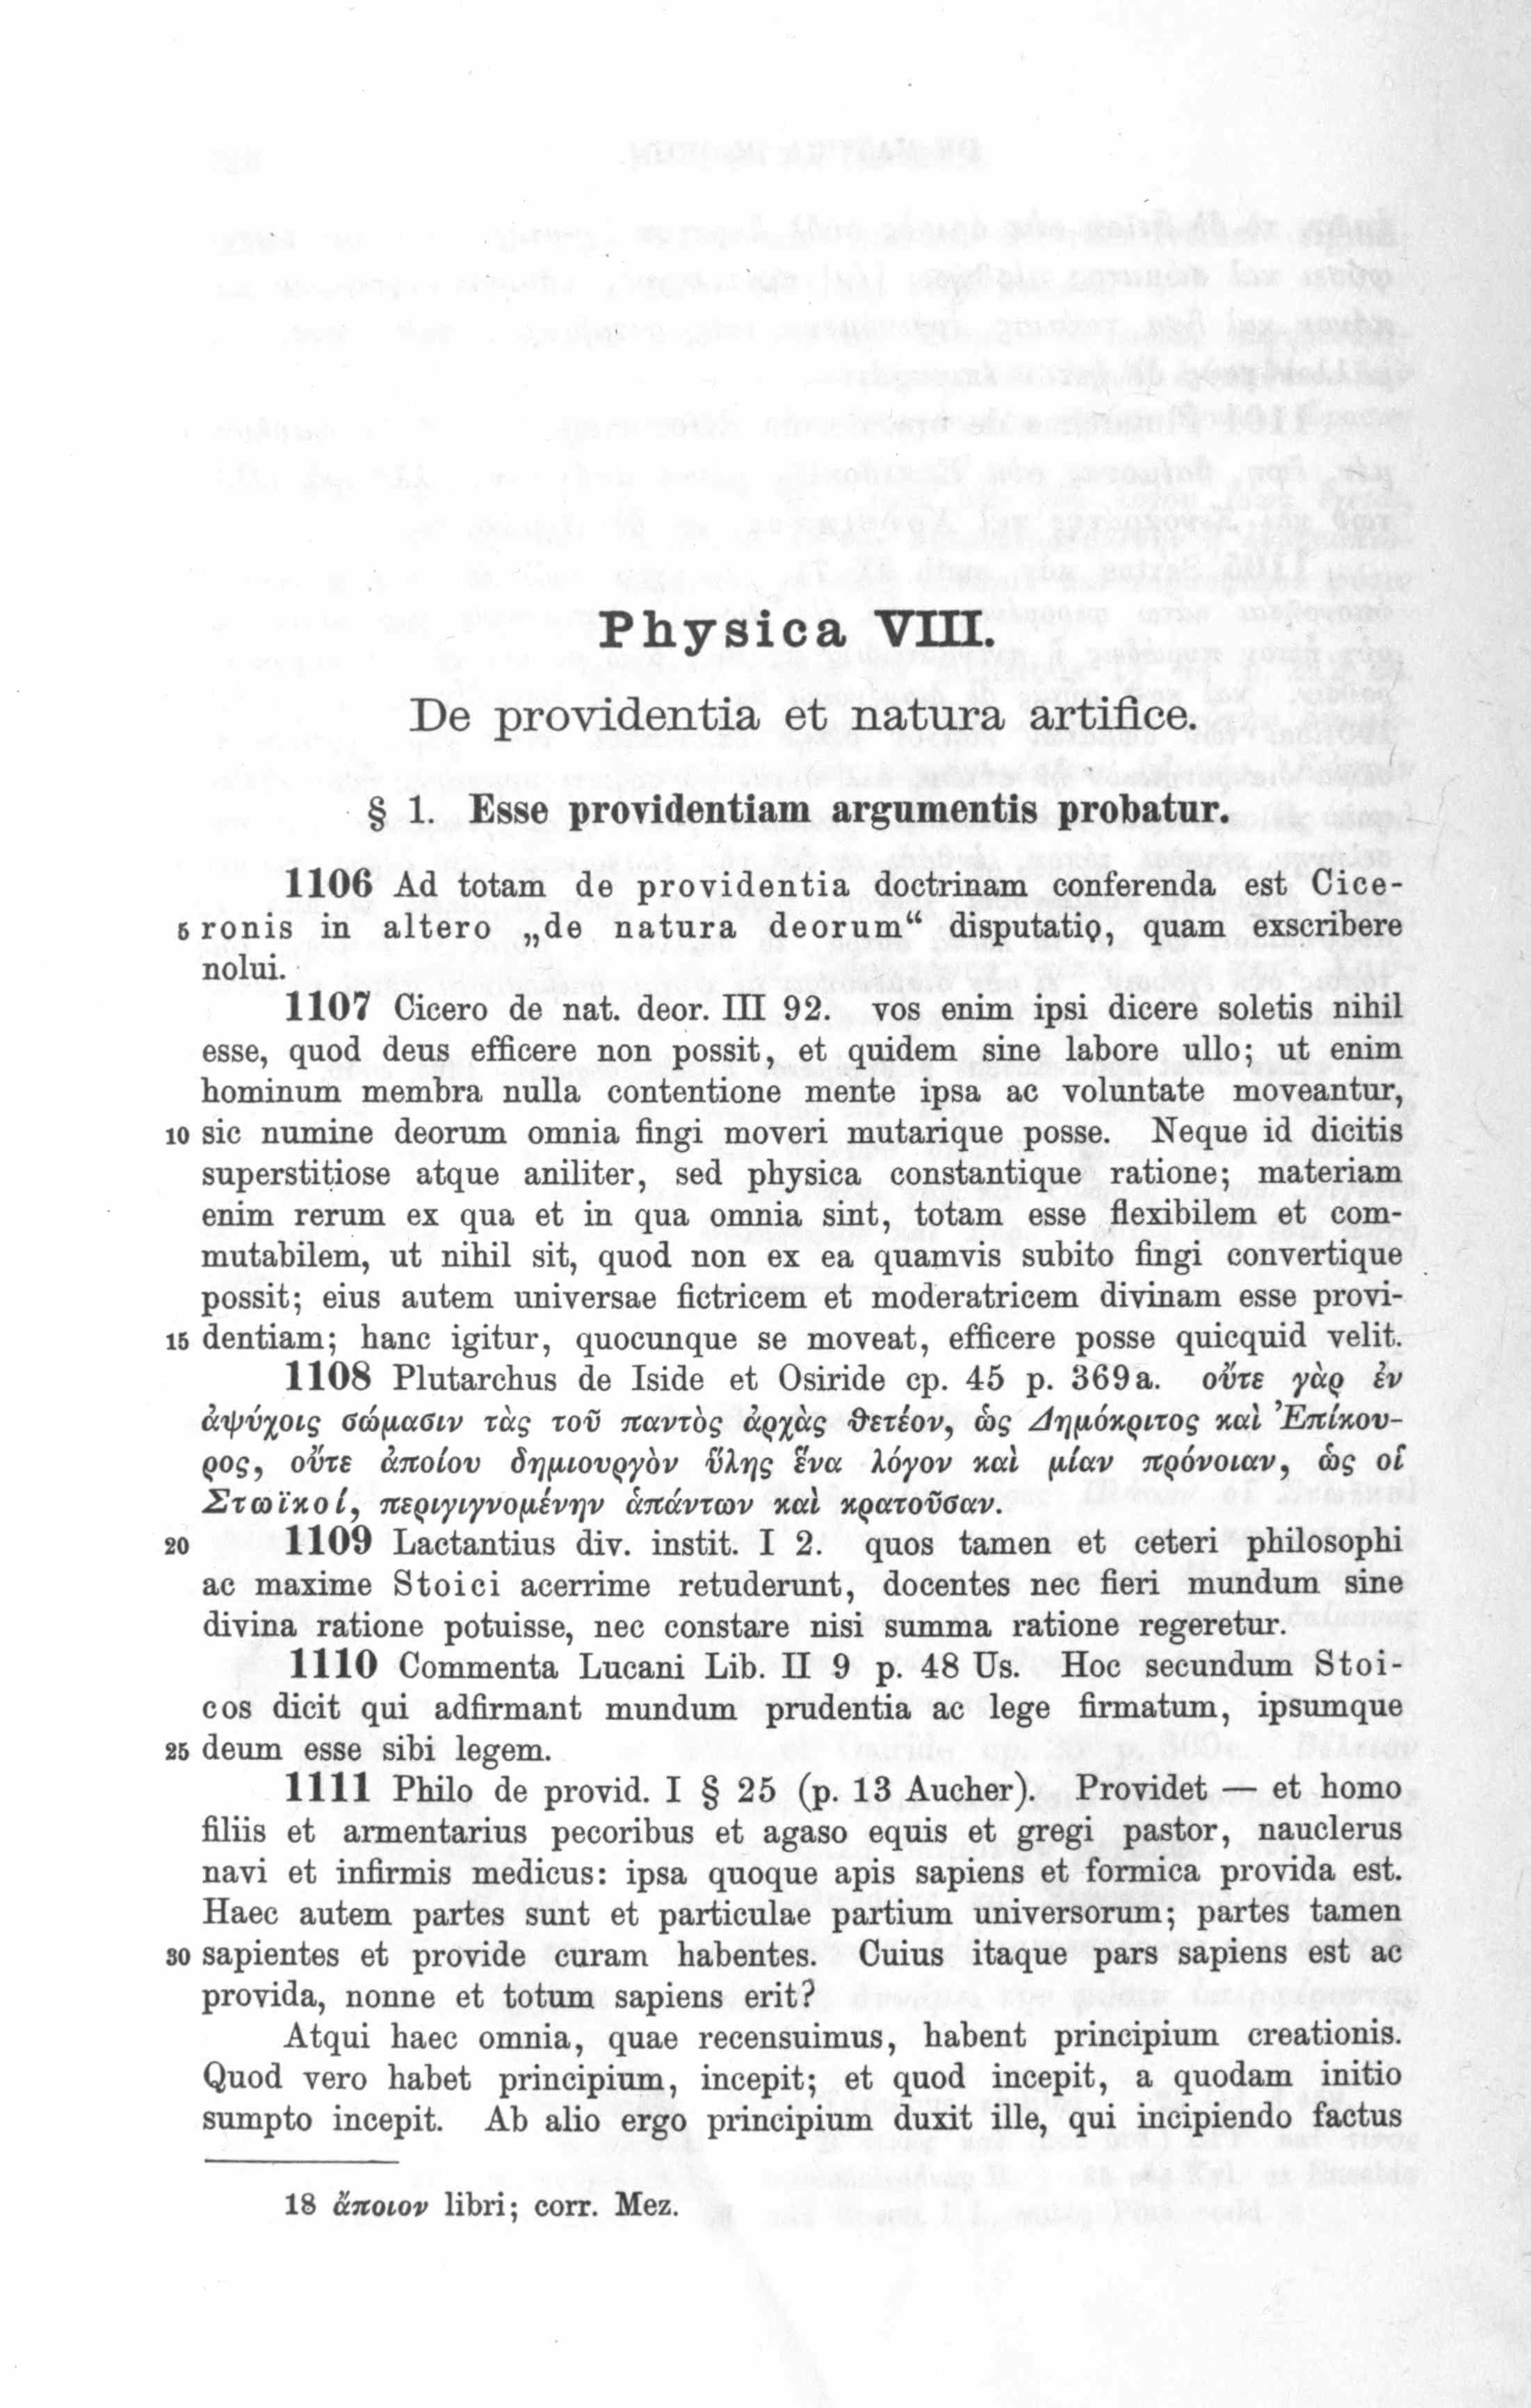 Physica VIII.
De providentia et natura artifice.
§ 1. Esse providentiam argumentis probatur.
1106 Ad totam de providentia doctrinam conferenda est Cice-
5 ronis in altero „de natura deorum“ disputatio, quam exscribere
nolui.
1107 Cicero de nat. deor. III 92. vos enim ipsi dicere soletis nihil
esse, quod deus efficere non possit, et quidem sine labore ullo; ut enim
hominum membra nulla contentione mente ipsa ac voluntate moveantur,
10 sic numine deorum omnia fingi moveri mutarique posse. Neque id dicitis
superstitiose atque aniliter, sed physica constantique ratione; materiam
enim rerum ex qua et in qua omnia sint, totam esse flexibilem et com-
mutabilem, ut nihil sit, quod non ex ea quamvis subito fingi convertique
possit; eius autem universae fictricem et moderatricem divinam esse provi-
15 dentiam; hanc igitur, quocunque se moveat, efficere posse quicquid velit.
1108 Plutarchus de Iside et Osiride cp. 45 p. 369a. οὔτε γὰρ ἐν
ἀψύχοις σώμασιν τὰς τοῦ παντὸς ἀρχὰς θετέον, ὡς Δημόκριτος καὶ Ἐπίκου-
ρος, οὔτε ἀποίου δημιουργὸν ὕλης ἕνα λόγον καὶ μίαν πρόνοιαν, ὡς οἱ
Στωϊκοί, περιγιγνομένην ἁπάντων καὶ κρατοῦσαν.
20 1109 Lactantius div. instit. I 2. quos tamen et ceteri philosophi
ac maxime Stoici acerrime retuderunt, docentes nec fieri mundum sine
divina ratione potuisse, nec constare nisi summa ratione regeretur.
1110 Commenta Lucani Lib. II 9 p. 48 Us. Hoc secundum Stoi-
cos dicit qui adfirmant mundum prudentia ac lege firmatum, ipsumque
25 deum esse sibi legem.
1111 Philo de provid. I § 25 (p. 13 Aucher). Providet — et homo
filiis et armentarius pecoribus et agaso equis et gregi pastor, nauclerus
navi et infirmis medicus: ipsa quoque apis sapiens et formica provida est.
Haec autem partes sunt et particulae partium universorum; partes tamen
30 sapientes et provide curam habentes. Cuius itaque pars sapiens est ac
provida, nonne et totum sapiens erit?
Atqui haec omnia, quae recensuimus, habent principium creationis.
Quod vero habet principium, incepit; et quod incepit, a quodam initio
sumpto incepit. Ab alio ergo principium duxit ille, qui incipiendo factus
18 ἄποιον libri; corr. Mez.